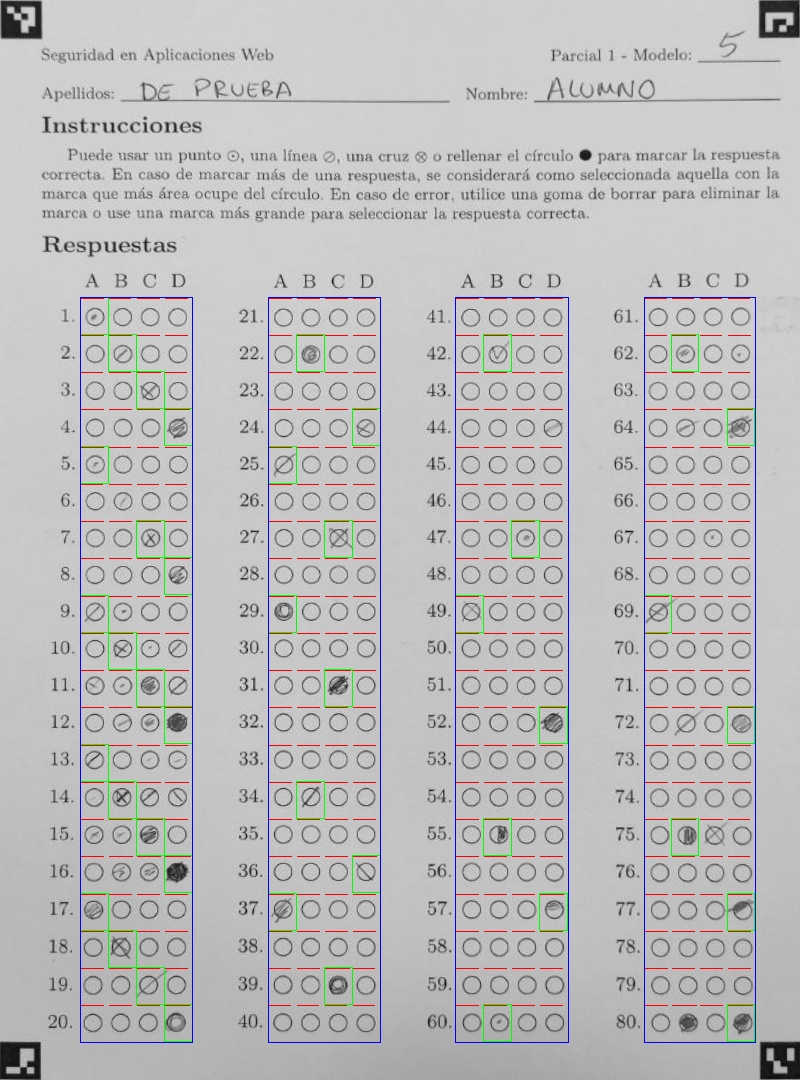 Seguridad en Aplicaciones Web Parcial 1 - Modelo: 5
Apellidos: DE PRUEBA Nombre: ALUMNO
Instrucciones
Puede usar un punto ⊙, una línea ⊘, una cruz ⊗ o rellenar el círculo ● para marcar la respuesta
correcta. En caso de marcar más de una respuesta, se considerará como seleccionada aquella con la
marca que más área ocupe del círculo. En caso de error, utilice una goma de borrar para eliminar la
marca o use una marca más grande para seleccionar la respuesta correcta.
Respuestas
A B C D A B C D A B C D A B C D
1. 21. 41. 61.
2. 22. 42. 62.
3. 23. 43. 63.
4. 24. 44. 64.
5. 25. 45. 65.
6. 26. 46. 66.
7. 27. 47. 67.
8. 28. 48. 68.
9. 29. 49. 69.
10. 30. 50. 70.
11. 31. 51. 71.
12. 32. 52. 72.
13. 33. 53. 73.
14. 34. 54. 74.
15. 35. 55. 75.
16. 36. 56. 76.
17. 37. 57. 77.
18. 38. 58. 78.
19. 39. 59. 79.
20. 40. 60. 80.